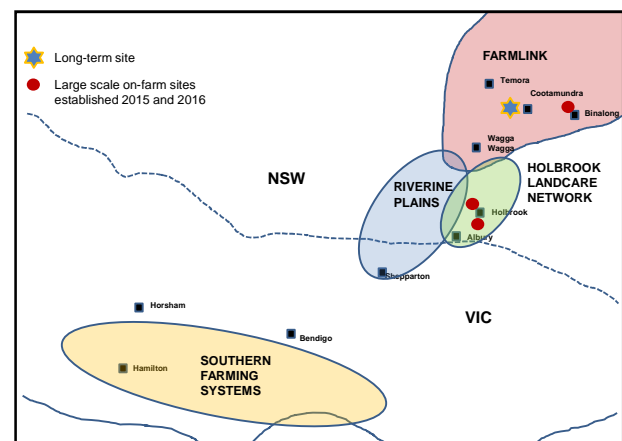 Long-term site
Large scale on-farm sites
established 2015 and 2016
FARMLINK
Temora
Cootamundra
Binalong
Wagga
Wagga
NSW
RIVERINE
PLAINS
HOLBROOK
LANDCARE
NETWORK
Holbrook
Albury
Shepparton
VIC
Horsham
Bendigo
Hamilton
SOUTHERN
FARMING
SYSTEMS